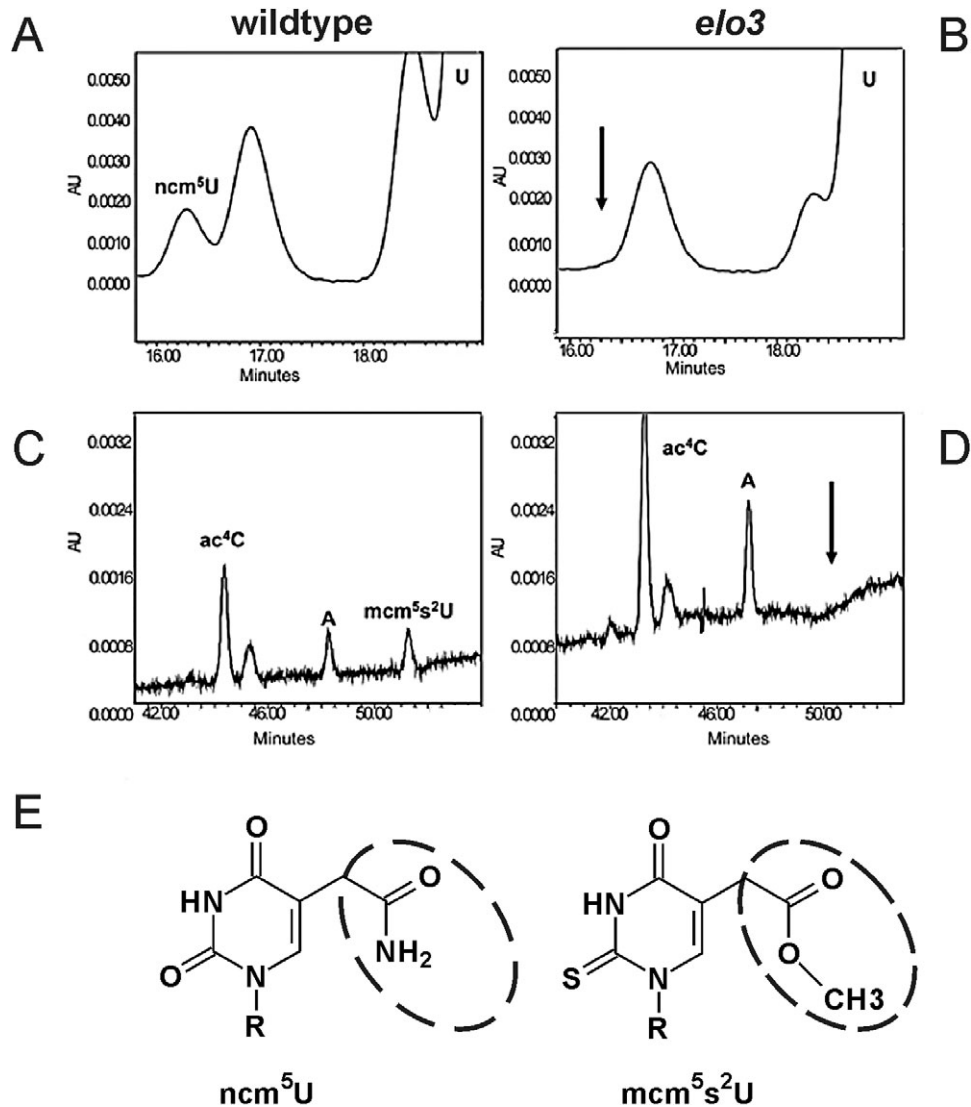 A wildtype elo3 B
0.0050
0.0040
0.0030
0.0020
0.0010
0.0000
AU
ncm⁵U
U
16.00 17.00 18.00
Minutes
0.0050
0.0040
0.0030
0.0020
0.0010
0.0000
AU
U
16.00 17.00 18.00
Minutes
C
0.0032
0.0024
0.0016
0.0008
0.0000
AU
ac⁴C
A
mcm⁵s²U
42.00 46.00 50.00
Minutes
D
0.0032
0.0024
0.0016
0.0008
0.0000
AU
ac⁴C
A
42.00 46.00 50.00
Minutes
E
O
HN
O
N
R
O
NH2
ncm⁵U
O
HN
S
N
R
O
O
CH3
mcm⁵s²U